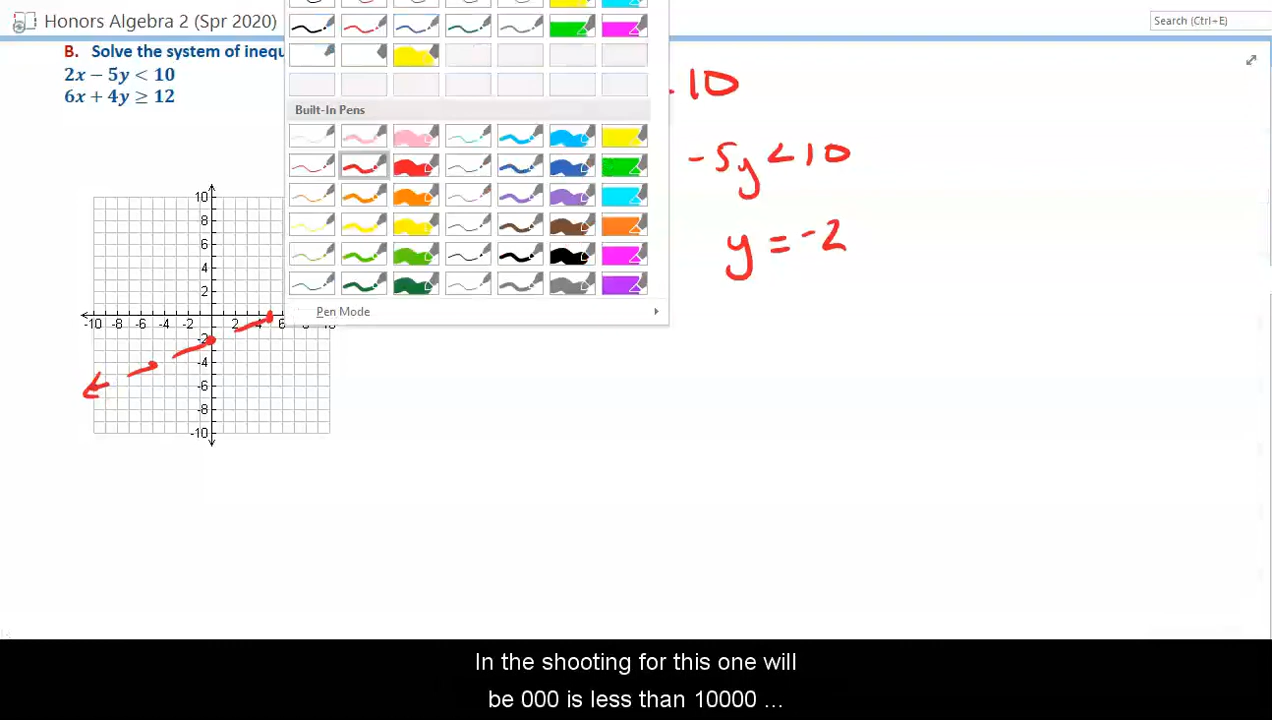 Honors Algebra 2 (Spr 2020)
Search (Ctrl+E)
B. Solve the system of inequ
2x − 5y < 10
6x + 4y ≥ 12
10
-5y < 10
y = -2
Built-In Pens
Pen Mode
10
8
6
4
2
-10 -8 -6 -4 -2 2 4 6
-2
-4
-6
-8
-10
In the shooting for this one will
be 000 is less than 10000 ...